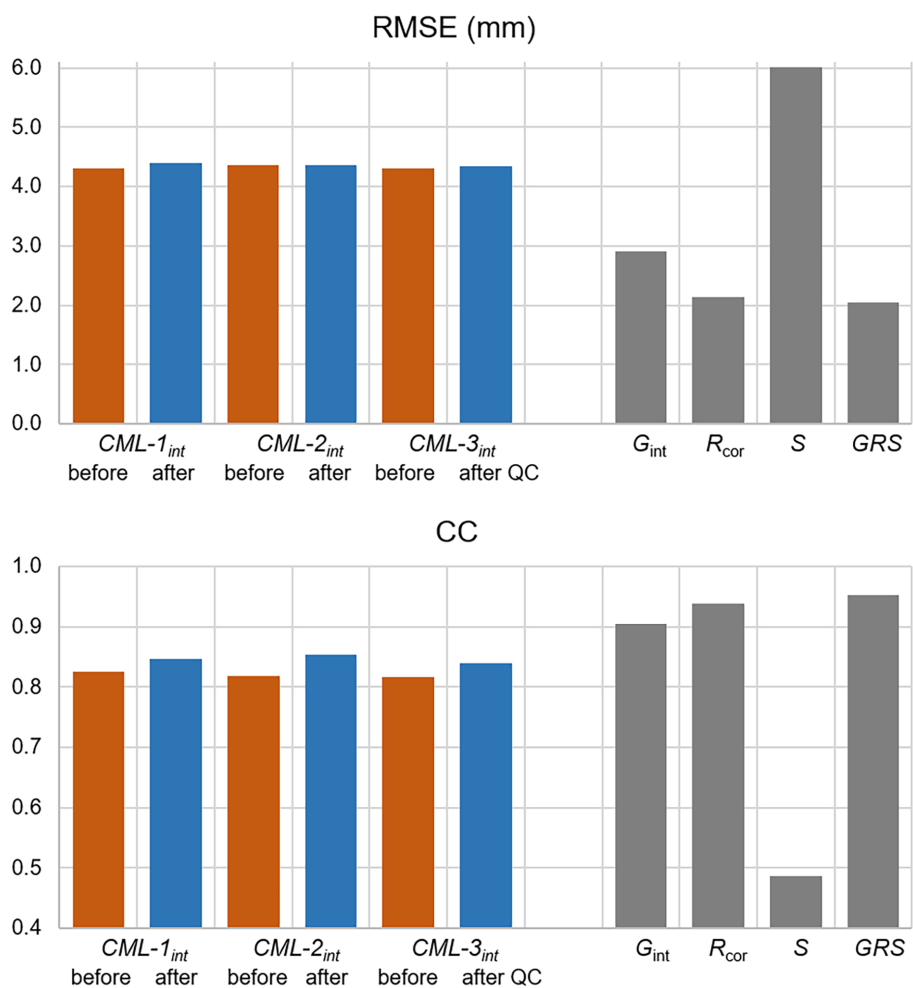 RMSE (mm)
6.0
5.0
4.0
3.0
2.0
1.0
0.0
CML-1int CML-2int CML-3int Gint Rcor S GRS
before after before after before after QC
CC
1.0
0.9
0.8
0.7
0.6
0.5
0.4
CML-1int CML-2int CML-3int Gint Rcor S GRS
before after before after before after QC